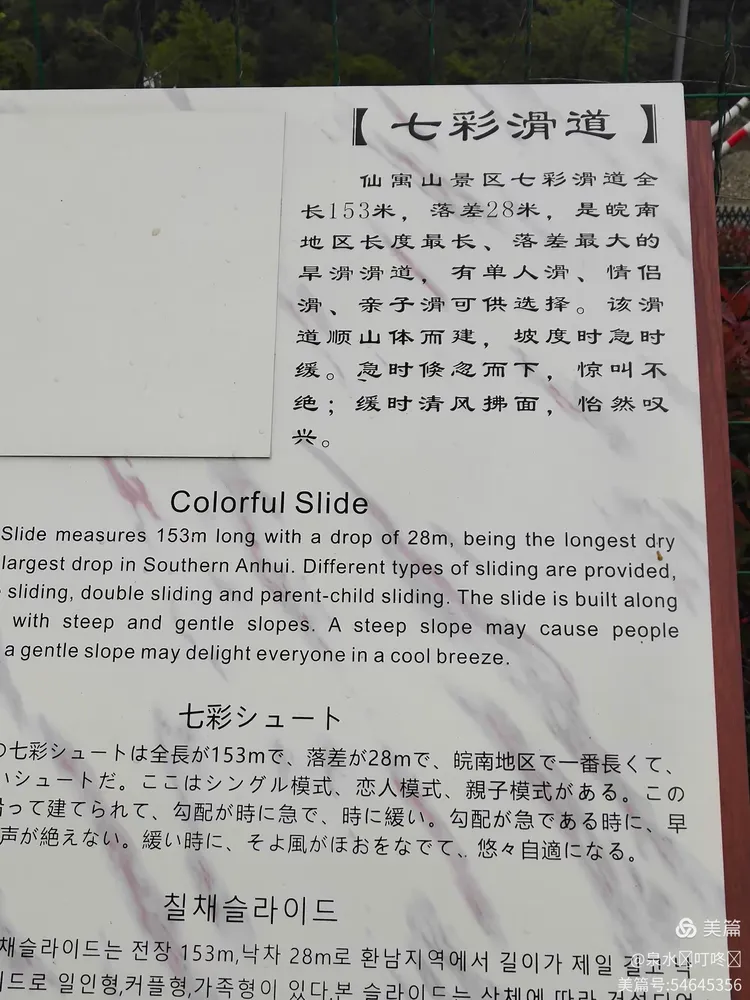 【七彩滑道】
仙寓山景区七彩滑道全
长153米，落差28米，是皖南
地区长度最长、落差最大的
旱滑滑道，有单人滑、情侣
滑、亲子滑可供选择。该滑
道顺山体而建，坡度时急时
缓。急时倏忽而下，惊叫不
绝；缓时清风拂面，怡然叹
兴。
Colorful Slide
Slide measures 153m long with a drop of 28m, being the longest dry
largest drop in Southern Anhui. Different types of sliding are provided,
sliding, double sliding and parent-child sliding. The slide is built along
with steep and gentle slopes. A steep slope may cause people
a gentle slope may delight everyone in a cool breeze.
七彩シュート
の七彩シュートは全長が153mで、落差が28mで、皖南地区で一番長くて、
いシュートだ。ここはシングル模式、恋人模式、親子模式がある。この
沿って建てられて、勾配が時に急で、時に緩い。勾配が急である時に、早
声が絶えない。緩い時に、そよ風がほおをなでて、悠々自適になる。
칠채슬라이드
채슬라이드는 전장 153m,낙차 28m로 환남지역에서 길이가 제일 길고 낙
이드로 일인형,커플형,가족형이 있다.본 슬라이드는 산체에 따라
美篇
@泉水叮咚
美篇号:54645356